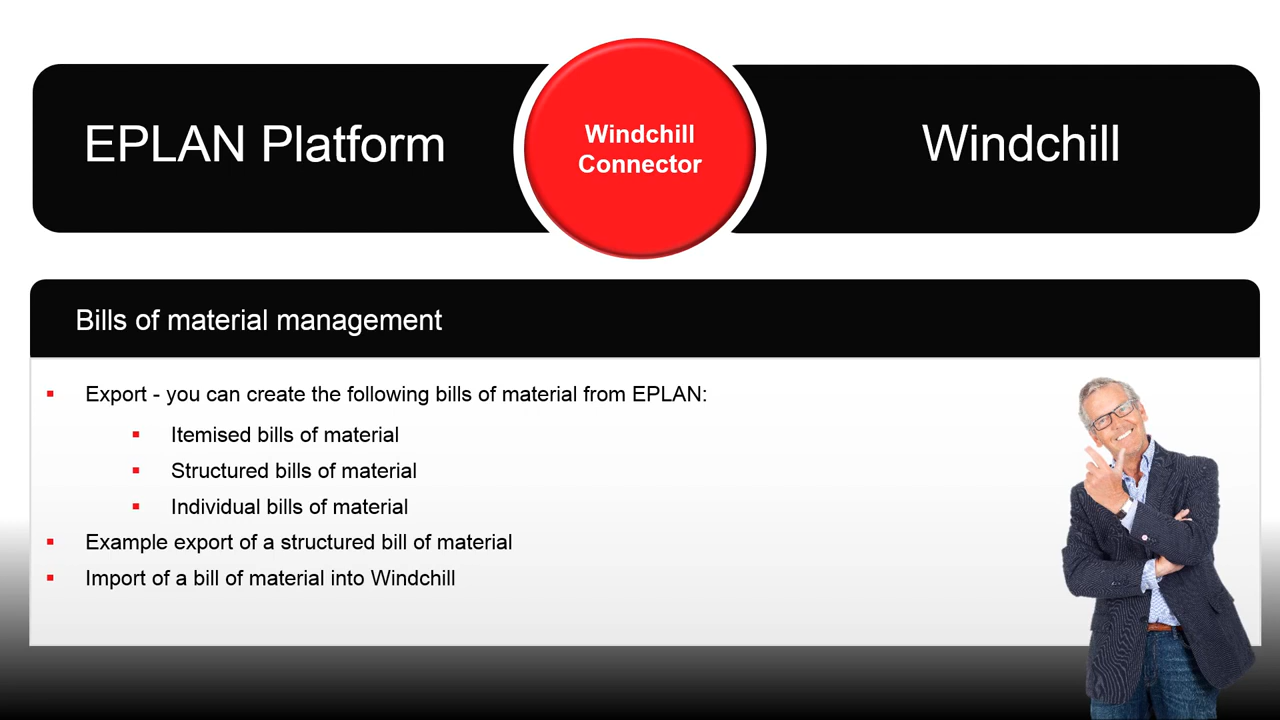 EPLAN Platform
Windchill
Connector
Windchill
Bills of material management
Export - you can create the following bills of material from EPLAN:
Itemised bills of material
Structured bills of material
Individual bills of material
Example export of a structured bill of material
Import of a bill of material into Windchill